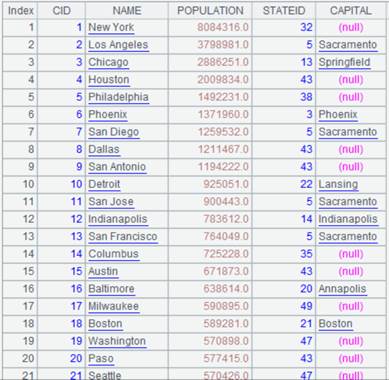 Index CID NAME POPULATION STATEID CAPITAL
1 1 New York 8084316.0 32 (null)
2 2 Los Angeles 3798981.0 5 Sacramento
3 3 Chicago 2886251.0 13 Springfield
4 4 Houston 2009834.0 43 (null)
5 5 Philadelphia 1492231.0 38 (null)
6 6 Phoenix 1371960.0 3 Phoenix
7 7 San Diego 1259532.0 5 Sacramento
8 8 Dallas 1211467.0 43 (null)
9 9 San Antonio 1194222.0 43 (null)
10 10 Detroit 925051.0 22 Lansing
11 11 San Jose 900443.0 5 Sacramento
12 12 Indianapolis 783612.0 14 Indianapolis
13 13 San Francisco 764049.0 5 Sacramento
14 14 Columbus 725228.0 35 (null)
15 15 Austin 671873.0 43 (null)
16 16 Baltimore 638614.0 20 Annapolis
17 17 Milwaukee 590895.0 49 (null)
18 18 Boston 589281.0 21 Boston
19 19 Washington 570898.0 47 (null)
20 20 Paso 577415.0 43 (null)
21 21 Seattle 570426.0 47 (null)